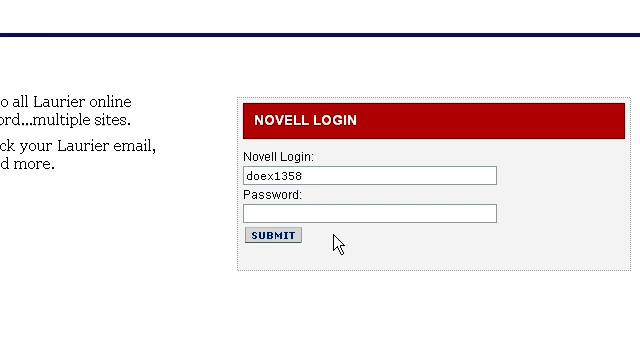 o all Laurier online
ord...multiple sites.
ck your Laurier email,
d more.
NOVELL LOGIN
Novell Login:
doex1358
Password:
SUBMIT